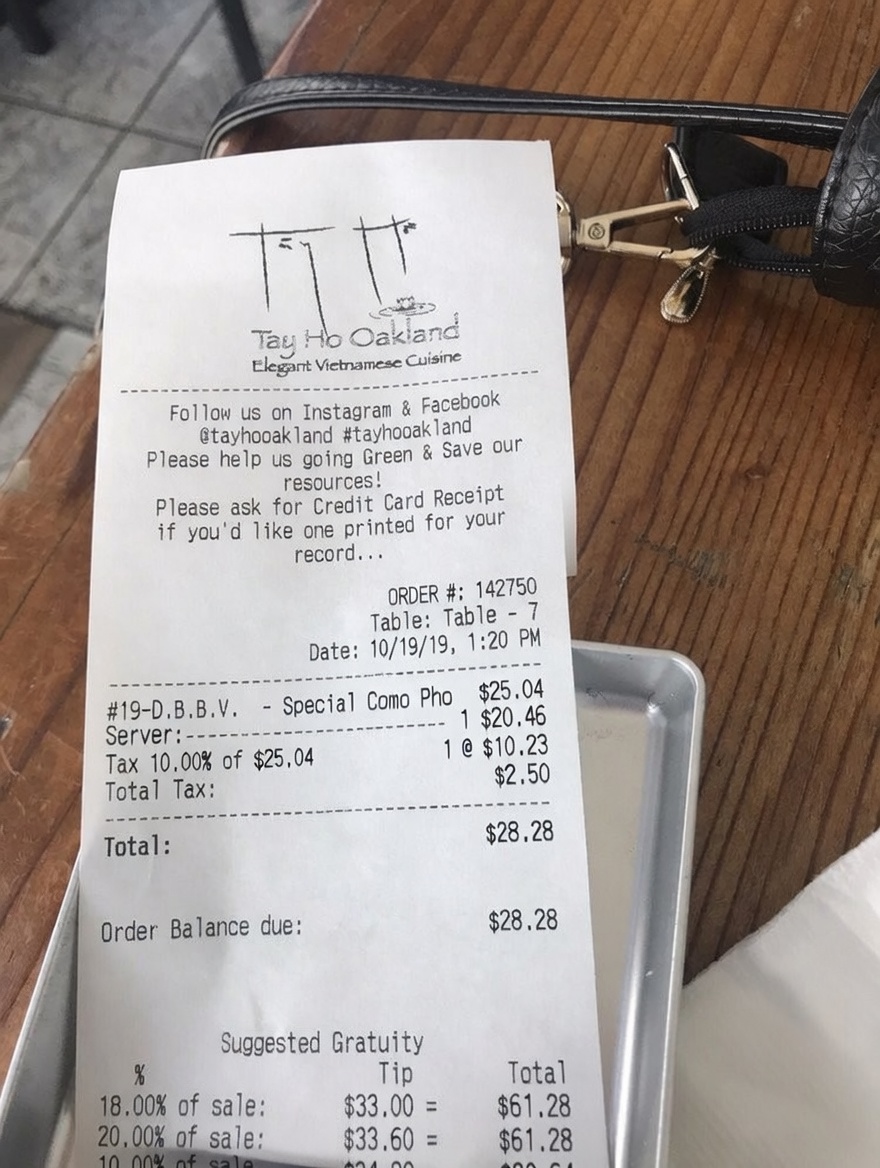 Tay Ho Oakland
Elegant Vietnamese Cuisine
Follow us on Instagram & Facebook
@tayhooakland #tayhooakland
Please help us going Green & Save our
resources!
Please ask for Credit Card Receipt
if you'd like one printed for your
record...
ORDER #: 142750
Table: Table - 7
Date: 10/19/19, 1:20 PM
#19-D.B.B.V. - Special Como Pho $25.04
Server: 1 $20.46
Tax 10.00% of $25.04 1 @ $10.23
Total Tax: $2.50
Total: $28.28
Order Balance due: $28.28
Suggested Gratuity
% Tip Total
18.00% of sale: $33.00 = $61.28
20.00% of sale: $33.60 = $61.28